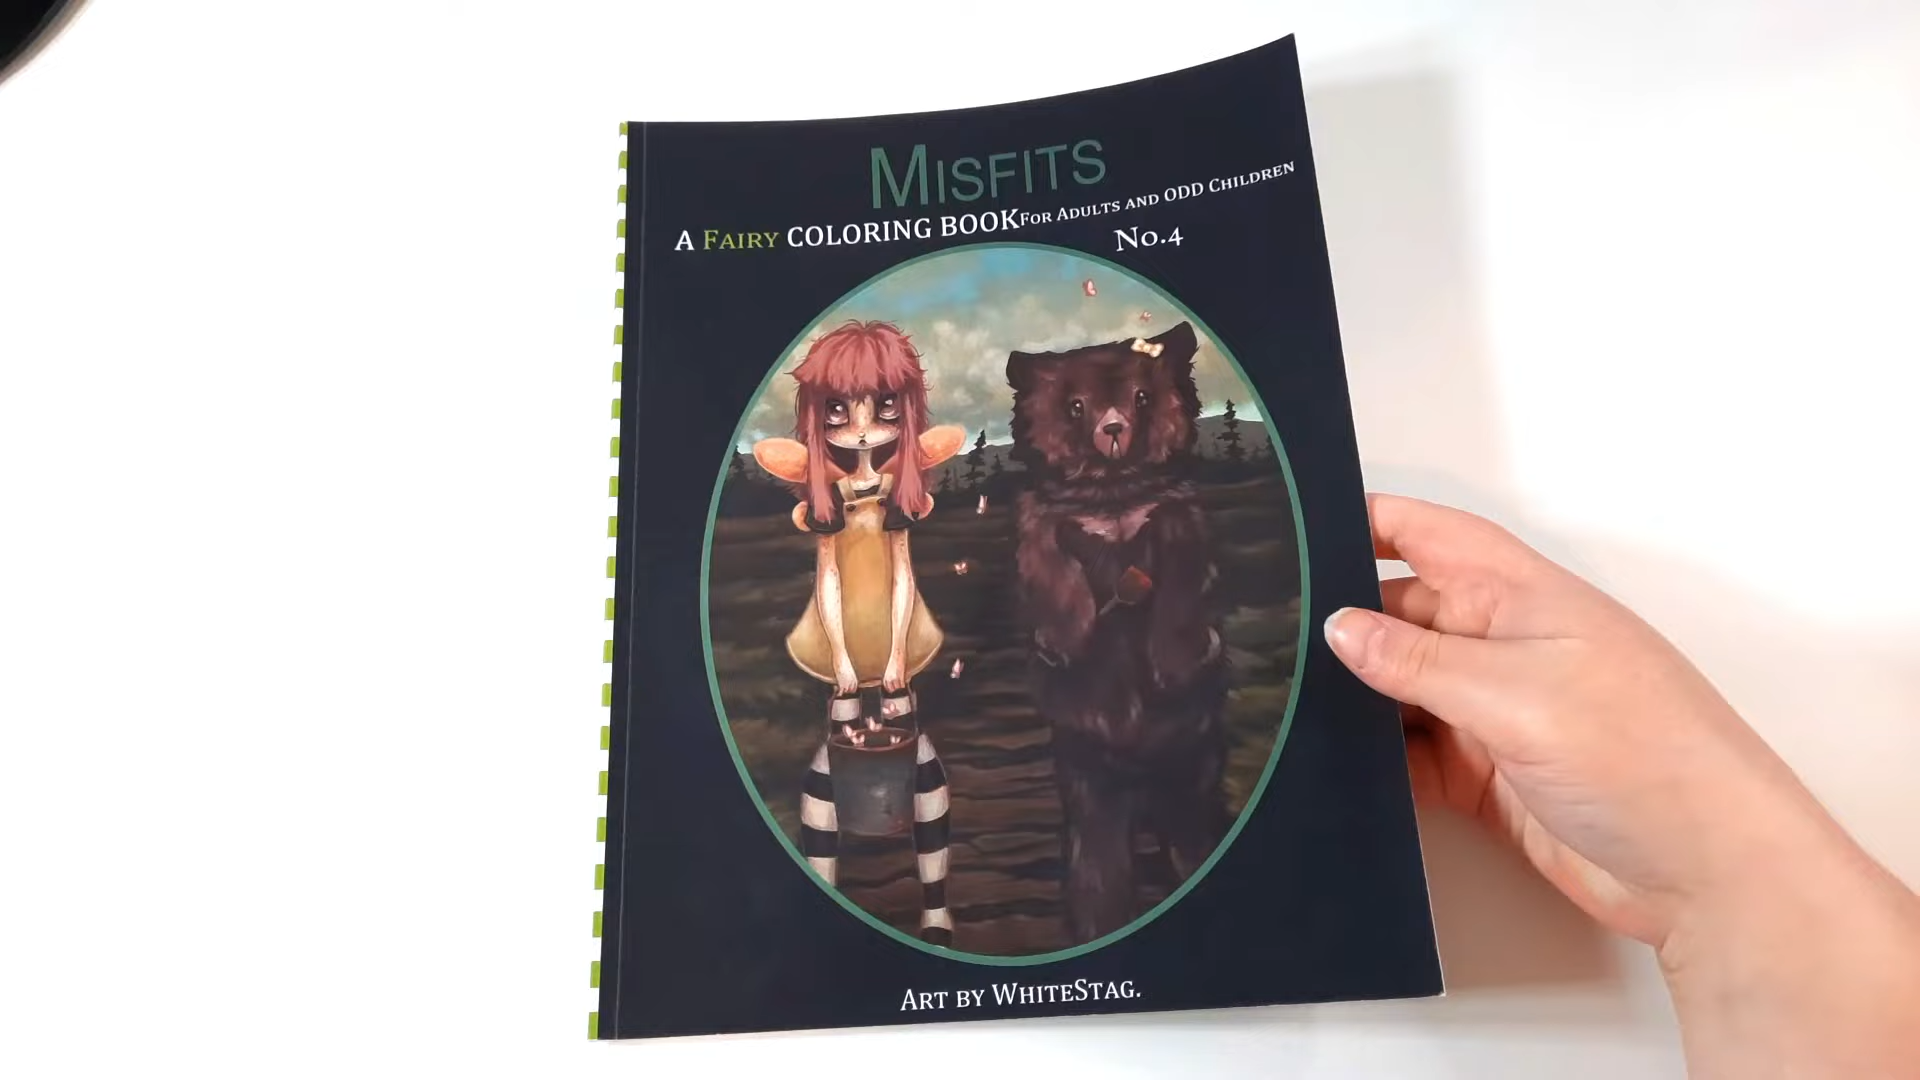 MISFITS
A FAIRY COLORING BOOK FOR ADULTS AND ODD CHILDREN
No.4
ART BY WHITESTAG.